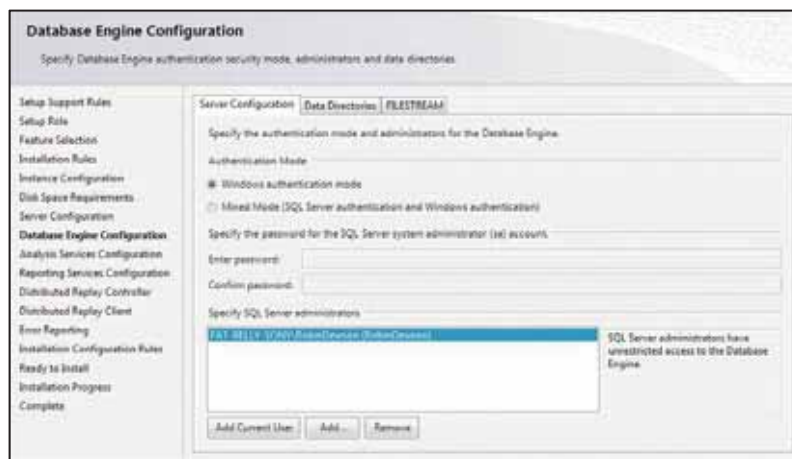 Database Engine Configuration
Specify Database Engine authentication security mode, administrators and data directories.
Setup Support Rules
Setup Role
Feature Selection
Installation Rules
Instance Configuration
Disk Space Requirements
Server Configuration
Database Engine Configuration
Analysis Services Configuration
Reporting Services Configuration
Distributed Replay Controller
Distributed Replay Client
Error Reporting
Installation Configuration Rules
Ready to Install
Installation Progress
Complete
Server Configuration Data Directories FILESTREAM
Specify the authentication mode and administrators for the Database Engine.
Authentication Mode
Windows authentication mode
Mixed Mode (SQL Server authentication and Windows authentication)
Specify the password for the SQL Server system administrator (sa) account.
Enter password:
Confirm password:
Specify SQL Server administrators
FAT-BELLY-SONY\RobinDewson (RobinDewson)
SQL Server administrators have
unrestricted access to the Database
Engine.
Add Current User Add... Remove